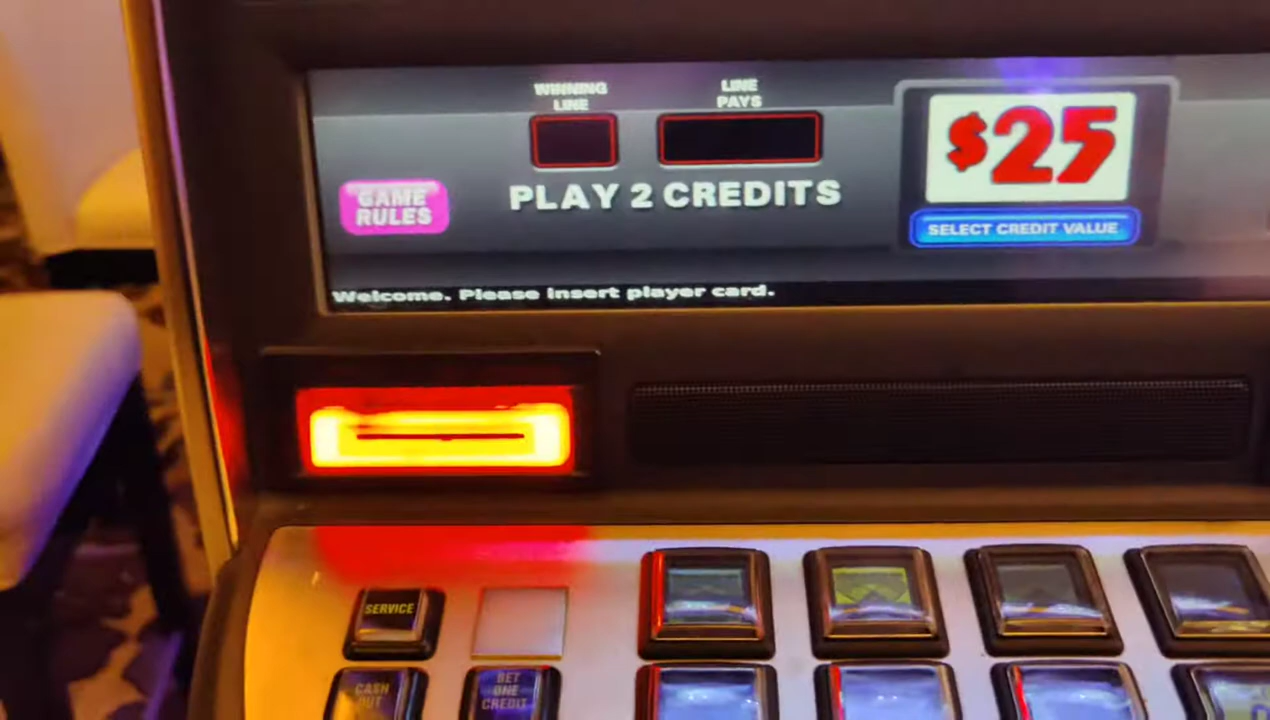 WINNING
LINE
LINE
PAYS
$25
GAME
RULES
PLAY 2 CREDITS
SELECT CREDIT VALUE
Welcome. Please insert player card.
SERVICE
CASH
OUT
BET
ONE
CREDIT